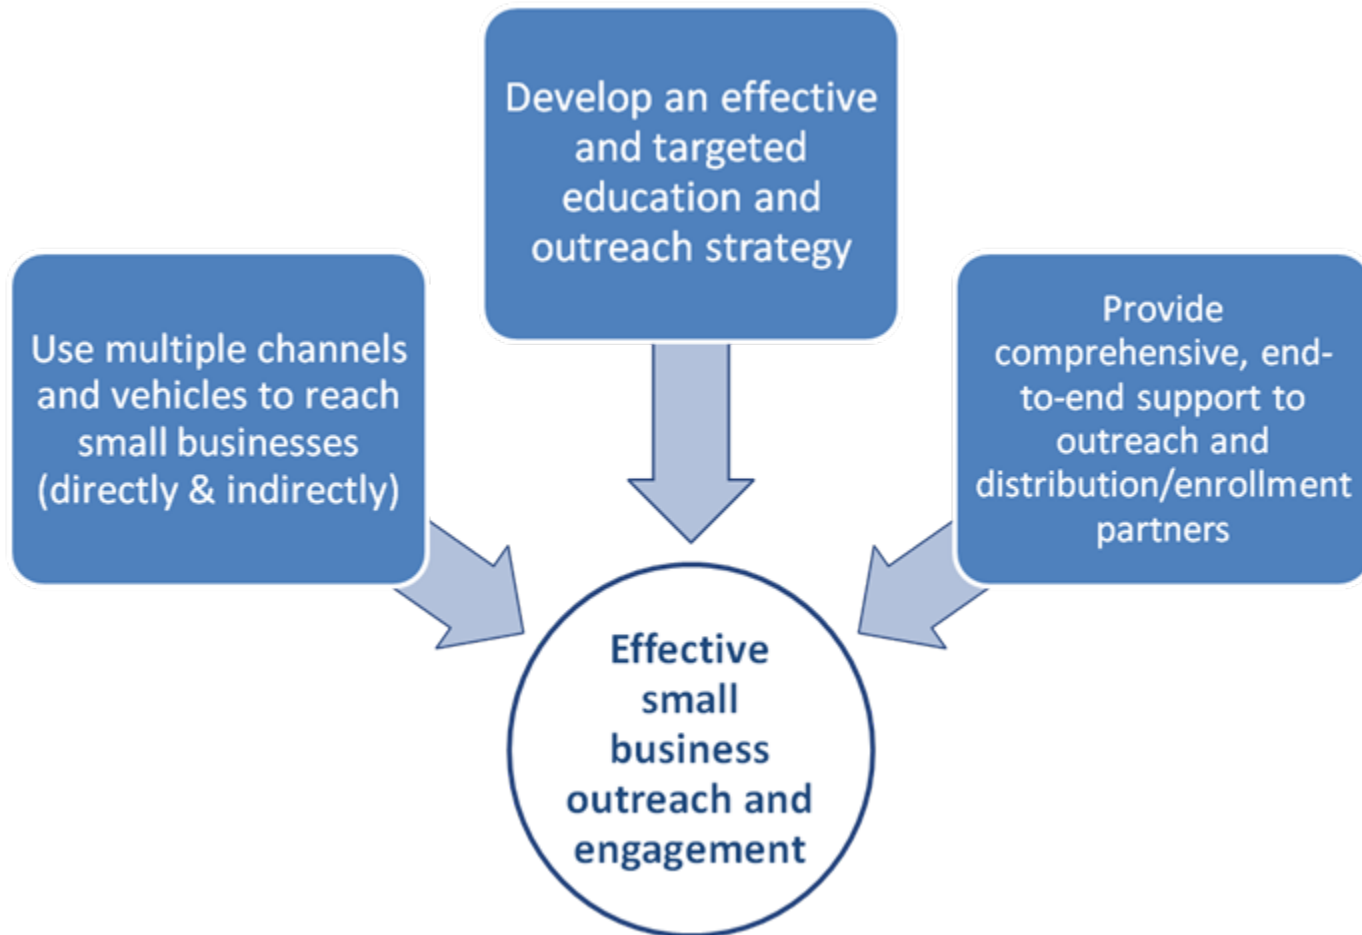 Develop an effective
and targeted
education and
outreach strategy
Use multiple channels
and vehicles to reach
small businesses
(directly & indirectly)
Provide
comprehensive, end-
to-end support to
outreach and
distribution/enrollment
partners
Effective
small
business
outreach and
engagement